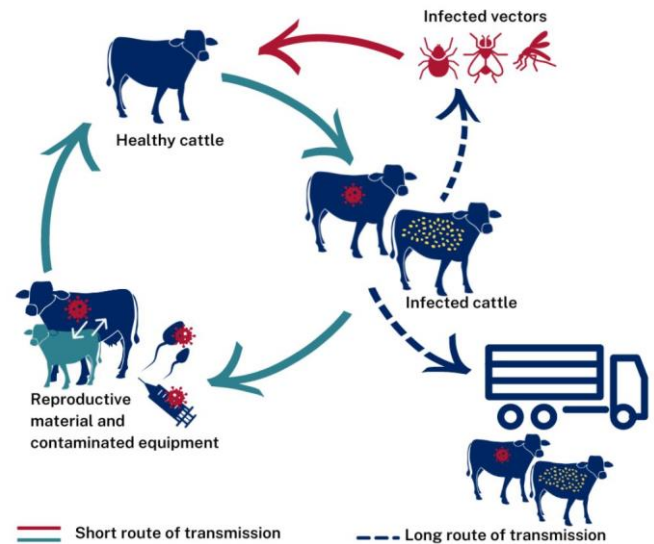 Infected vectors
Healthy cattle
Infected cattle
Reproductive
material and
contaminated equipment
Short route of transmission
Long route of transmission